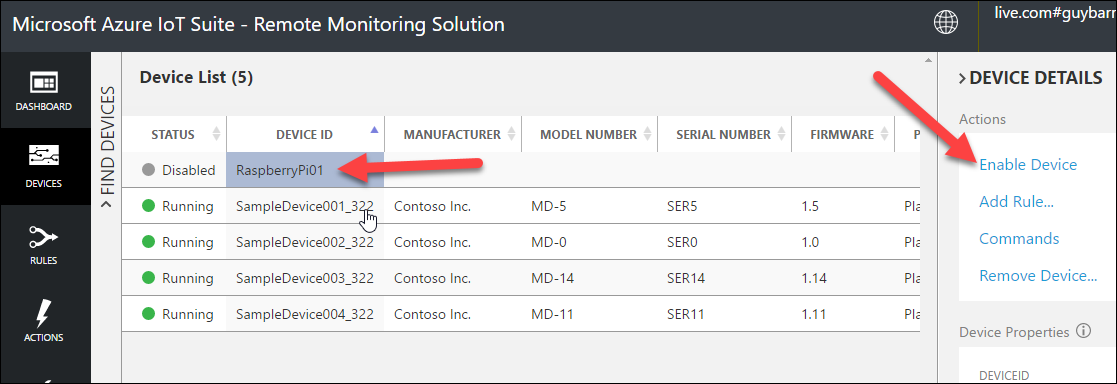 Microsoft Azure IoT Suite - Remote Monitoring Solution
live.com#guybarr
DASHBOARD
DEVICES
RULES
ACTIONS
FIND DEVICES
Device List (5)
STATUS DEVICE ID MANUFACTURER MODEL NUMBER SERIAL NUMBER FIRMWARE P
Disabled RaspberryPi01
Running SampleDevice001_322 Contoso Inc. MD-5 SER5 1.5 Pla
Running SampleDevice002_322 Contoso Inc. MD-0 SER0 1.0 Pla
Running SampleDevice003_322 Contoso Inc. MD-14 SER14 1.14 Pla
Running SampleDevice004_322 Contoso Inc. MD-11 SER11 1.11 Pla
DEVICE DETAILS
Actions
Enable Device
Add Rule...
Commands
Remove Device...
Device Properties
DEVICEID